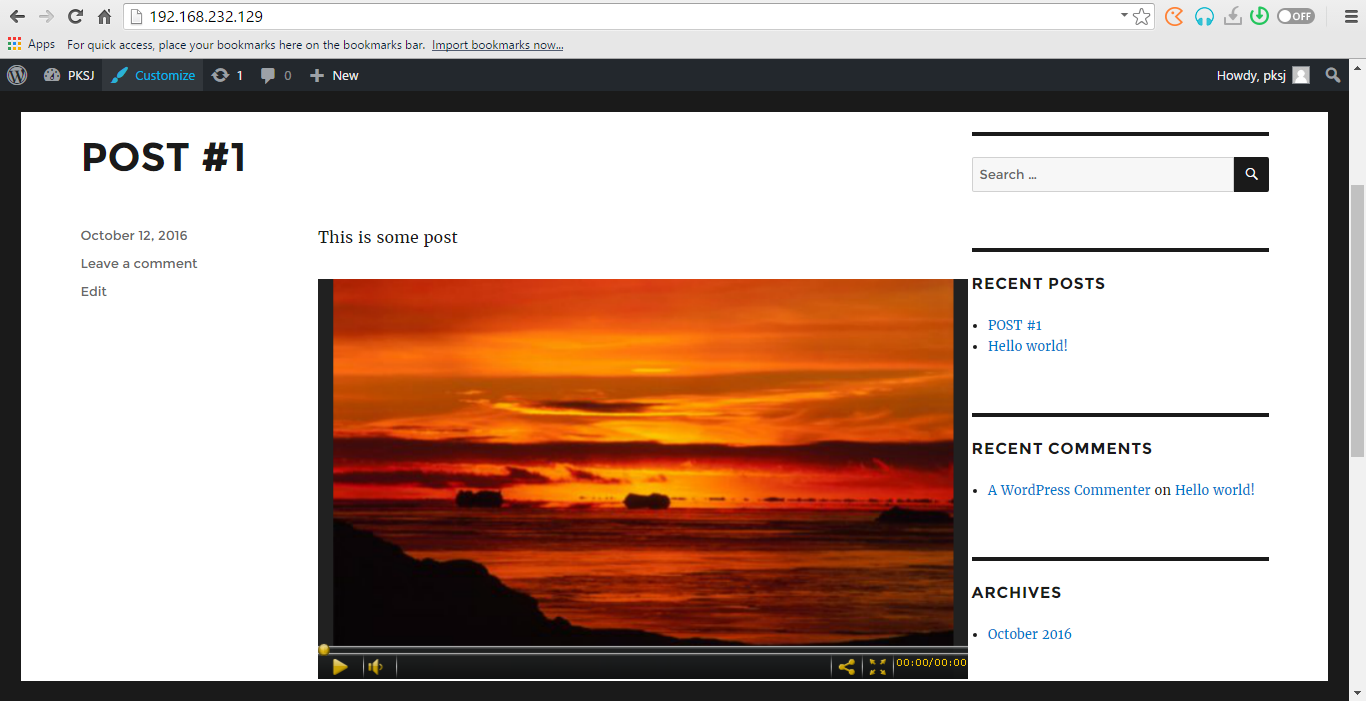 192.168.232.129
OFF
Apps For quick access, place your bookmarks here on the bookmarks bar. Import bookmarks now...
PKSJ Customize 1 0 New Howdy, pksj
POST #1
Search …
October 12, 2016
Leave a comment
Edit
This is some post
00:00/00:00
RECENT POSTS
POST #1
Hello world!
RECENT COMMENTS
A WordPress Commenter on Hello world!
ARCHIVES
October 2016